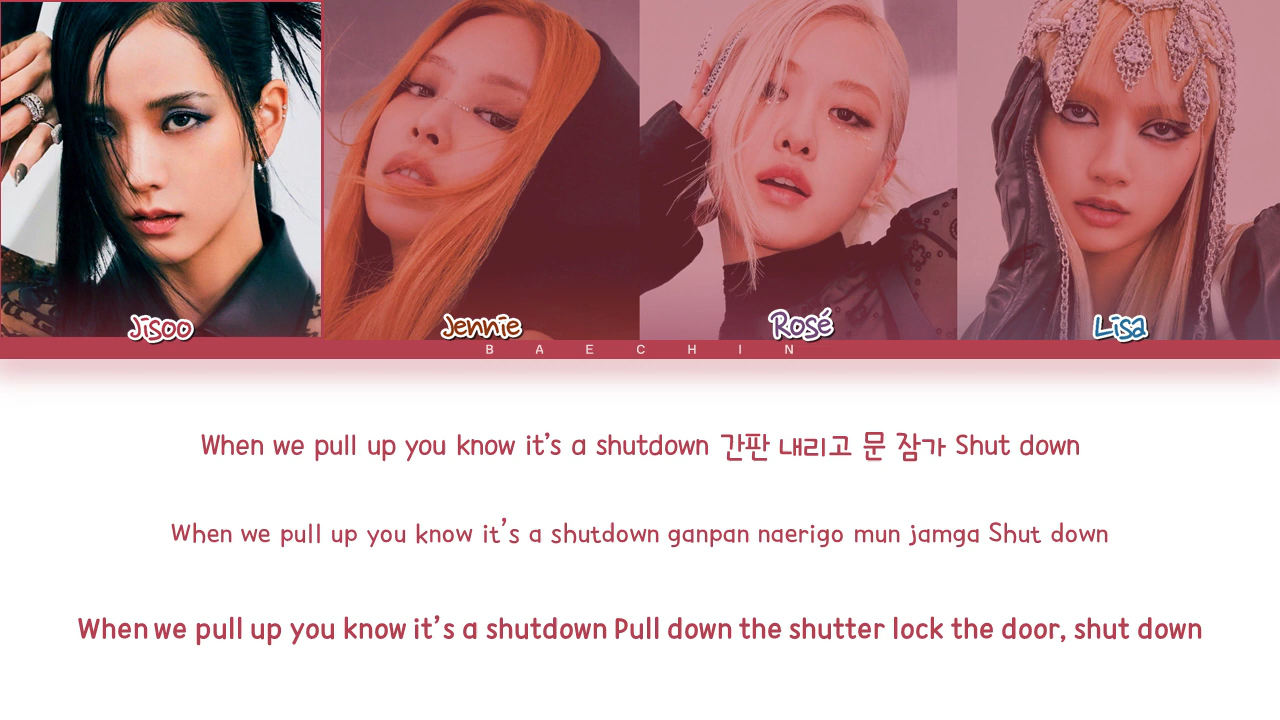 Jisoo Jennie Rosé Lisa
BAECHIN
When we pull up you know it's a shutdown 간판 내리고 문 잠가 Shut down
When we pull up you know it's a shutdown ganpan naerigo mun jamga Shut down
When we pull up you know it's a shutdown Pull down the shutter lock the door, shut down